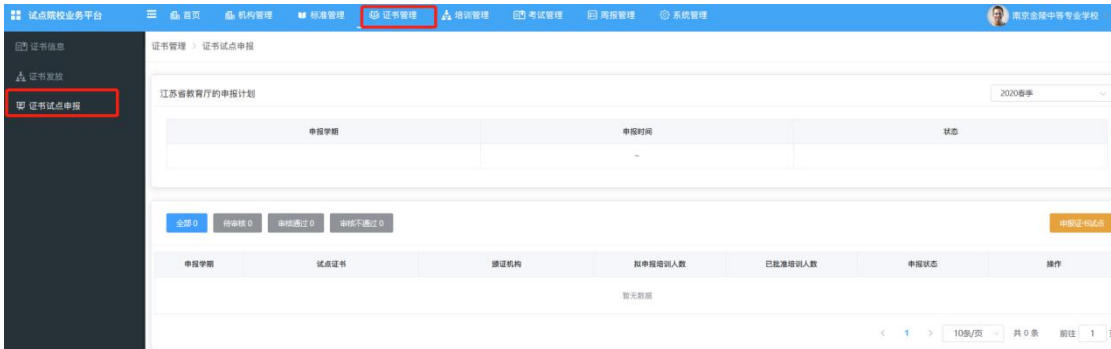 试点院校业务平台 首页 机构管理 标准管理 证书管理 培训管理 考试管理 周报管理 系统管理 南京金陵中等专业学校
证书信息
证书发放
证书试点申报
证书管理 > 证书试点申报
江苏省教育厅的申报计划 2020春季
申报学期 申报时间 状态
~
全部 0 待审核 0 审核通过 0 审核不通过 0 申报证书试点
申报学期 试点证书 颁证机构 拟申报培训人数 已批准培训人数 申报状态 操作
暂无数据
< 1 > 10条/页 共 0 条 前往 1